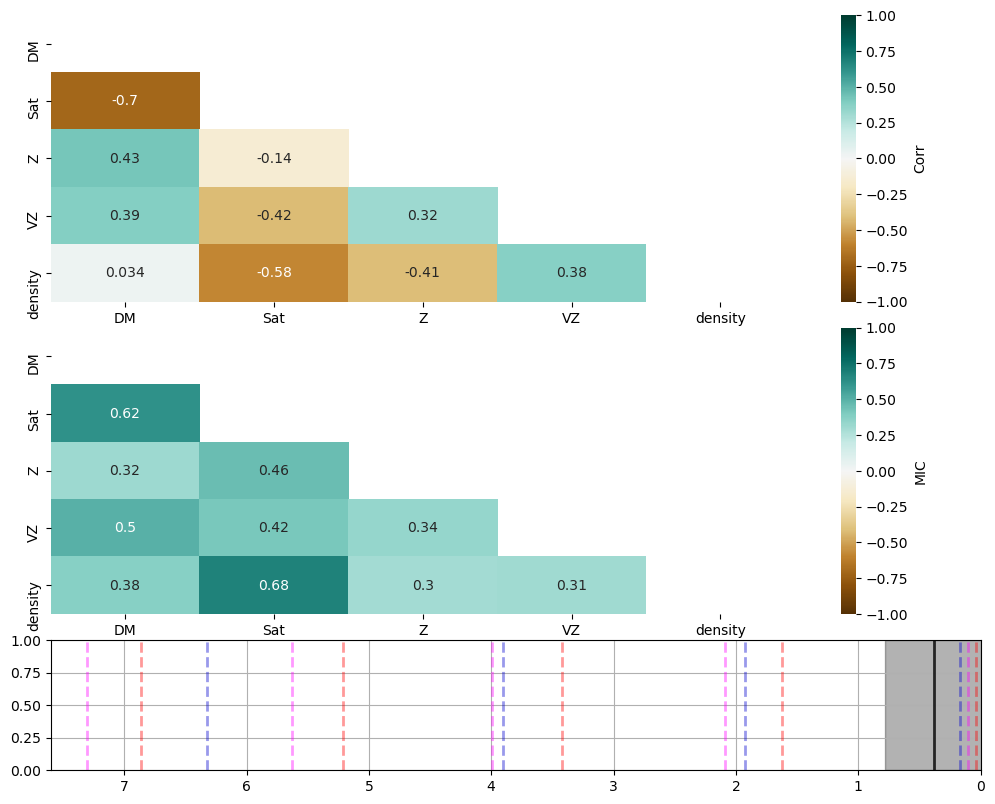 DM
Sat
Z
VZ
density
-0.7
0.43 -0.14
0.39 -0.42 0.32
0.034 -0.58 -0.41 0.38
DM Sat Z VZ density
1.00
0.75
0.50
0.25
0.00
−0.25
−0.50
−0.75
−1.00
Corr
DM
Sat
Z
VZ
density
0.62
0.32 0.46
0.5 0.42 0.34
0.38 0.68 0.3 0.31
DM Sat Z VZ density
1.00
0.75
0.50
0.25
0.00
−0.25
−0.50
−0.75
−1.00
MIC
1.00
0.75
0.50
0.25
0.00
7 6 5 4 3 2 1 0